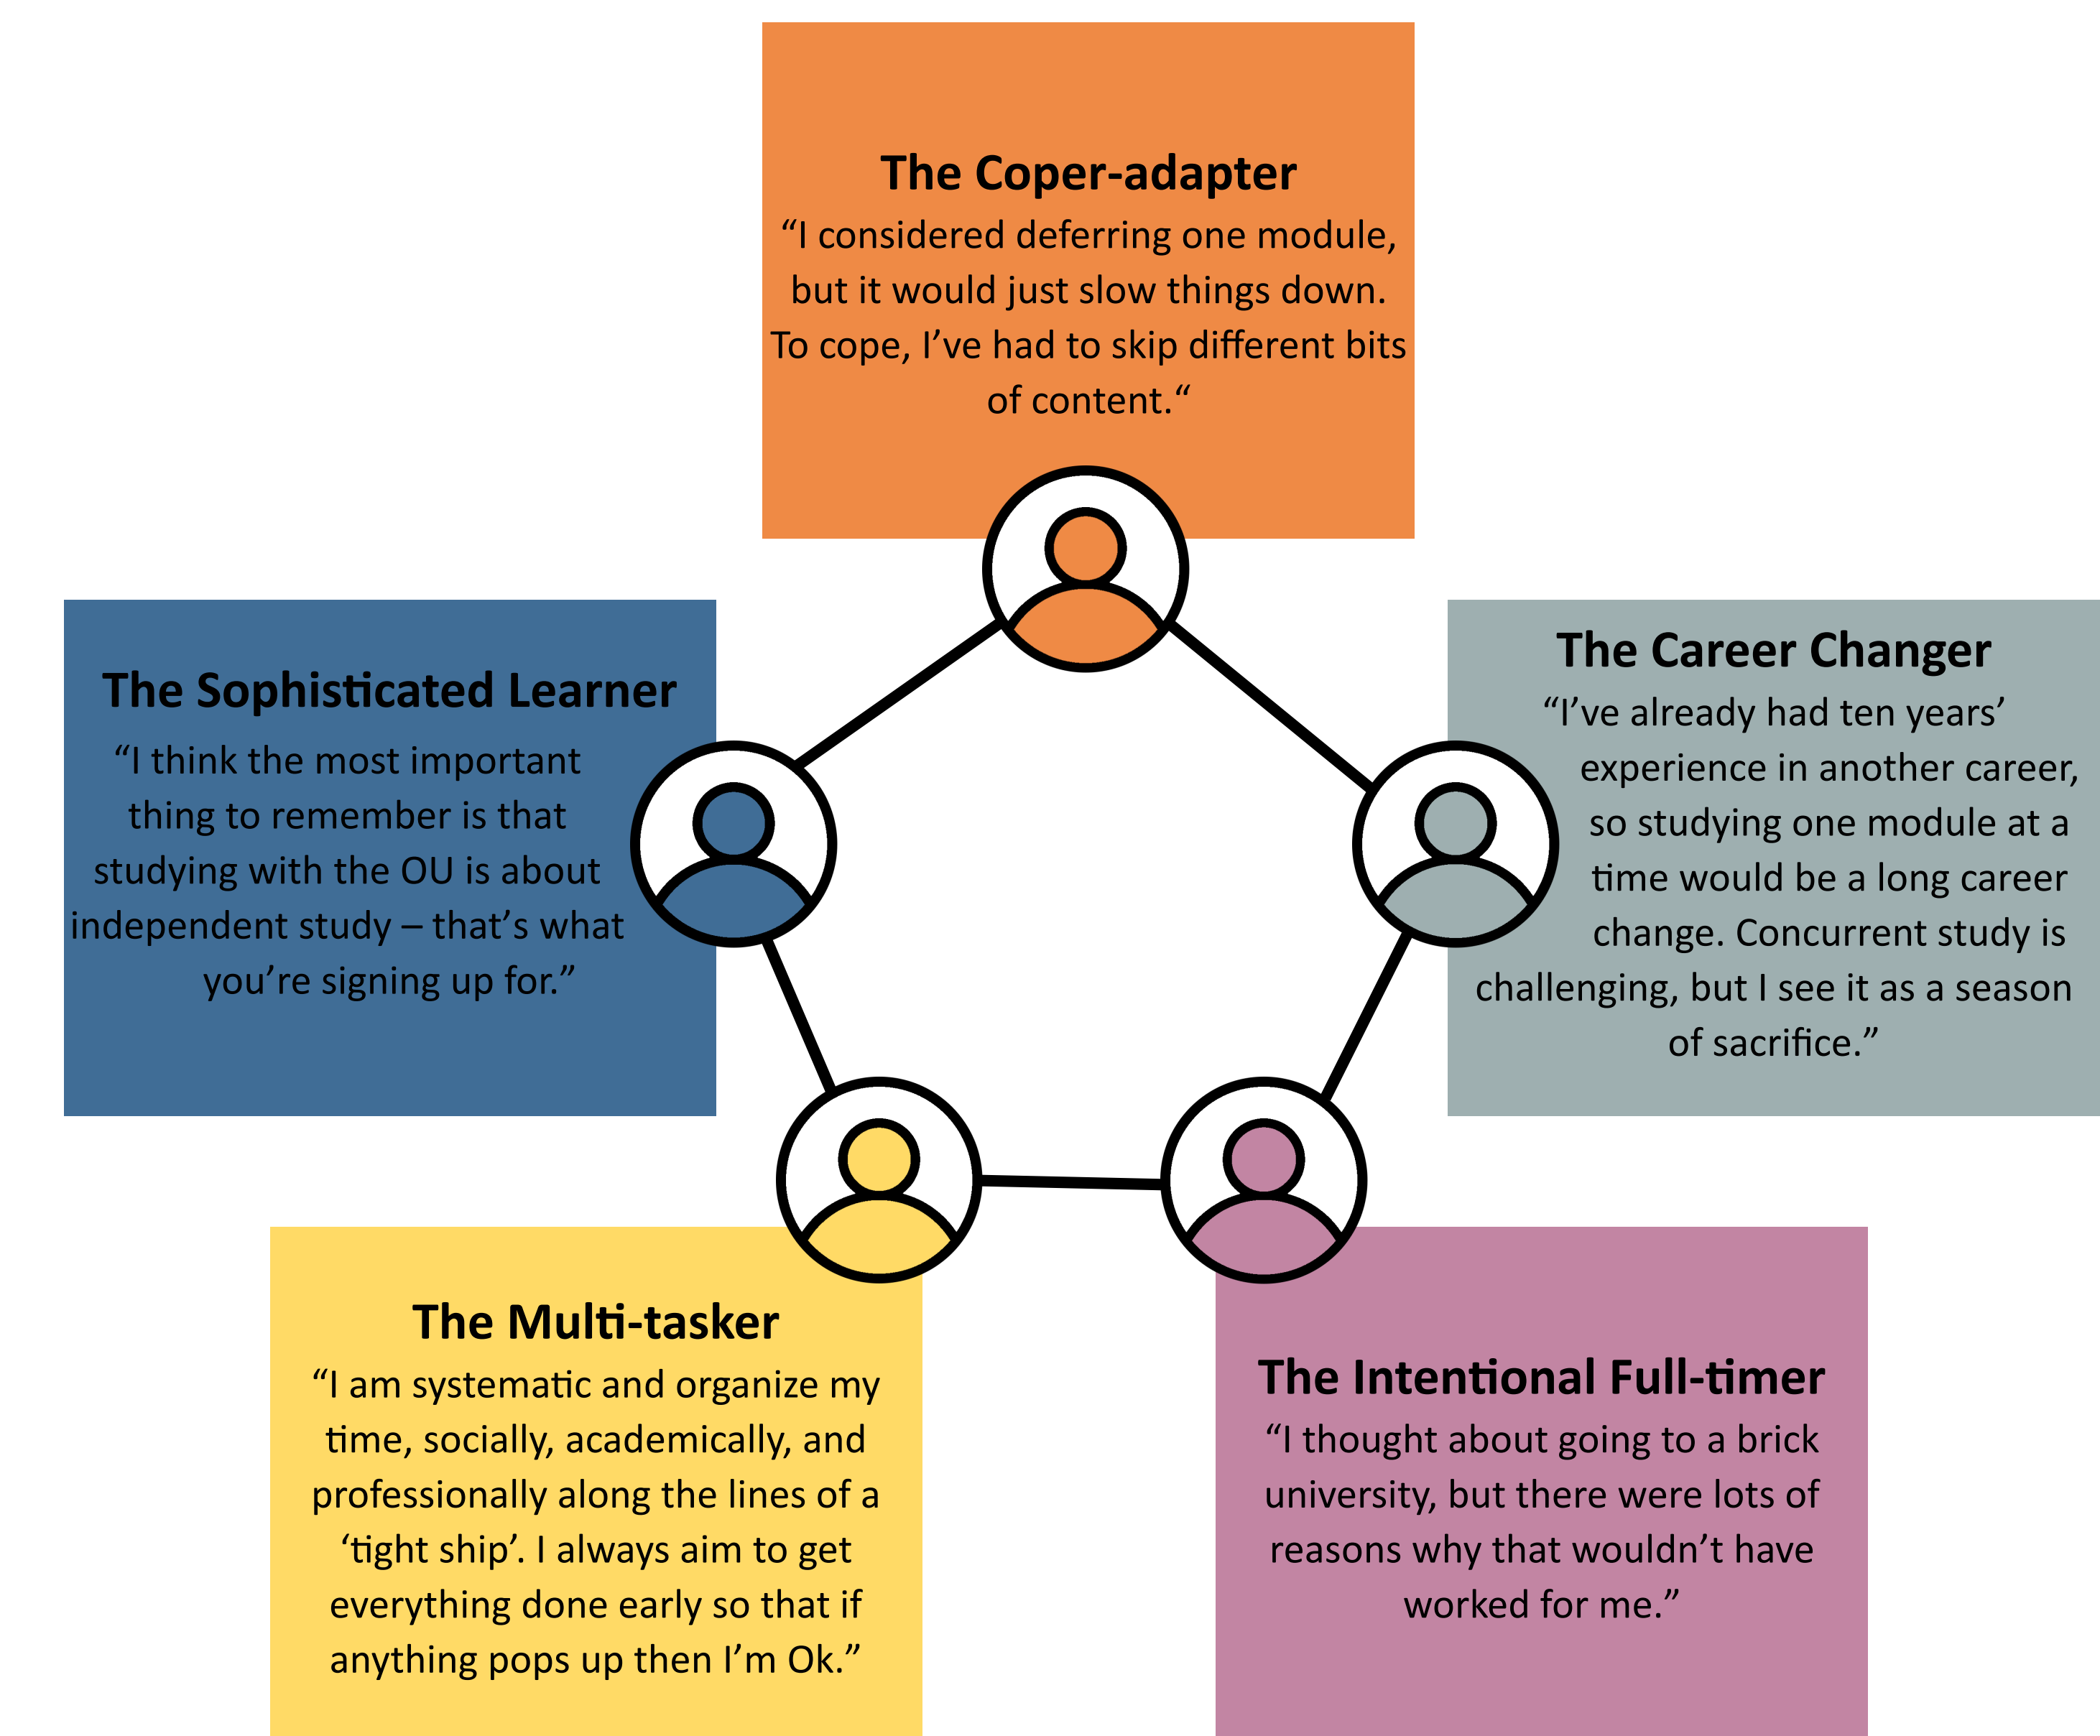 The Coper-adapter
“I considered deferring one module,
but it would just slow things down.
To cope, I’ve had to skip different bits
of content.“
The Sophisticated Learner
“I think the most important
thing to remember is that
studying with the OU is about
independent study – that’s what
you’re signing up for.”
The Career Changer
“I’ve already had ten years’
experience in another career,
so studying one module at a
time would be a long career
change. Concurrent study is
challenging, but I see it as a season
of sacrifice.”
The Multi-tasker
“I am systematic and organize my
time, socially, academically, and
professionally along the lines of a
‘tight ship’. I always aim to get
everything done early so that if
anything pops up then I’m Ok.”
The Intentional Full-timer
“I thought about going to a brick
university, but there were lots of
reasons why that wouldn’t have
worked for me.”